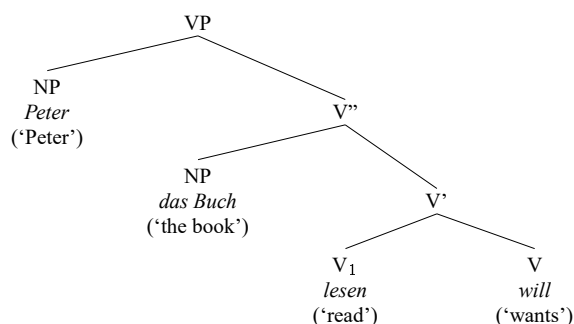 VP
NP
Peter
(‘Peter’)
V”
NP
das Buch
(‘the book’)
V’
V₁
lesen
(‘read’)
V
will
(‘wants’)